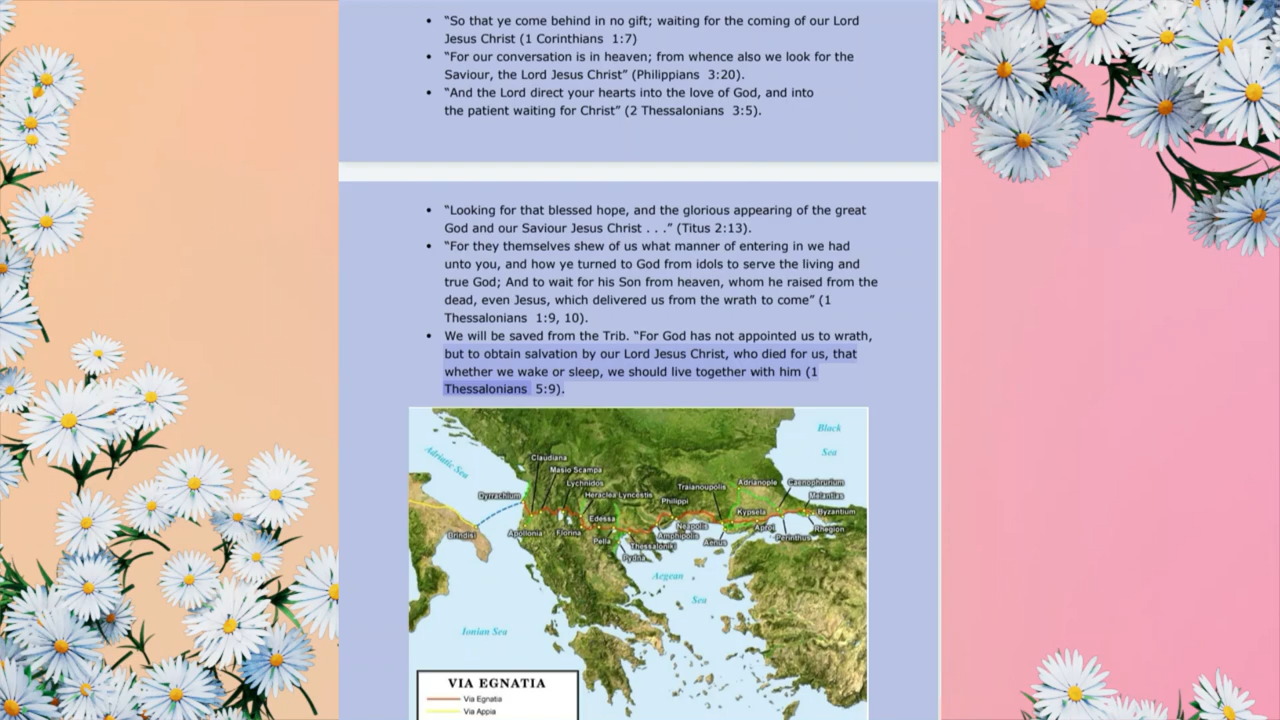 • “So that ye come behind in no gift; waiting for the coming of our Lord
Jesus Christ (1 Corinthians 1:7)
• “For our conversation is in heaven; from whence also we look for the
Saviour, the Lord Jesus Christ” (Philippians 3:20).
• “And the Lord direct your hearts into the love of God, and into
the patient waiting for Christ” (2 Thessalonians 3:5).
• “Looking for that blessed hope, and the glorious appearing of the great
God and our Saviour Jesus Christ . . .” (Titus 2:13).
• “For they themselves shew of us what manner of entering in we had
unto you, and how ye turned to God from idols to serve the living and
true God; And to wait for his Son from heaven, whom he raised from the
dead, even Jesus, which delivered us from the wrath to come” (1
Thessalonians 1:9, 10).
• We will be saved from the Trib. “For God has not appointed us to wrath,
but to obtain salvation by our Lord Jesus Christ, who died for us, that
whether we wake or sleep, we should live together with him (1
Thessalonians 5:9).
Black
Sea
Adriatic Sea
Claudiana
Masio Scampa
Lychnidos
Heraclea Lyncestis
Dyrrachium
Traianoupolis
Adrianople
Caenophrurium
Melantias
Philippi
Kypsela
Byzantium
Edessa
Neapolis
Apri
Rhegion
Brindisi
Apollonia
Florina
Amphipolis
Perinthus
Pella
Thessaloniki
Aenus
Pydna
Aegean
Sea
Ionian Sea
VIA EGNATIA
Via Egnatia
Via Appia